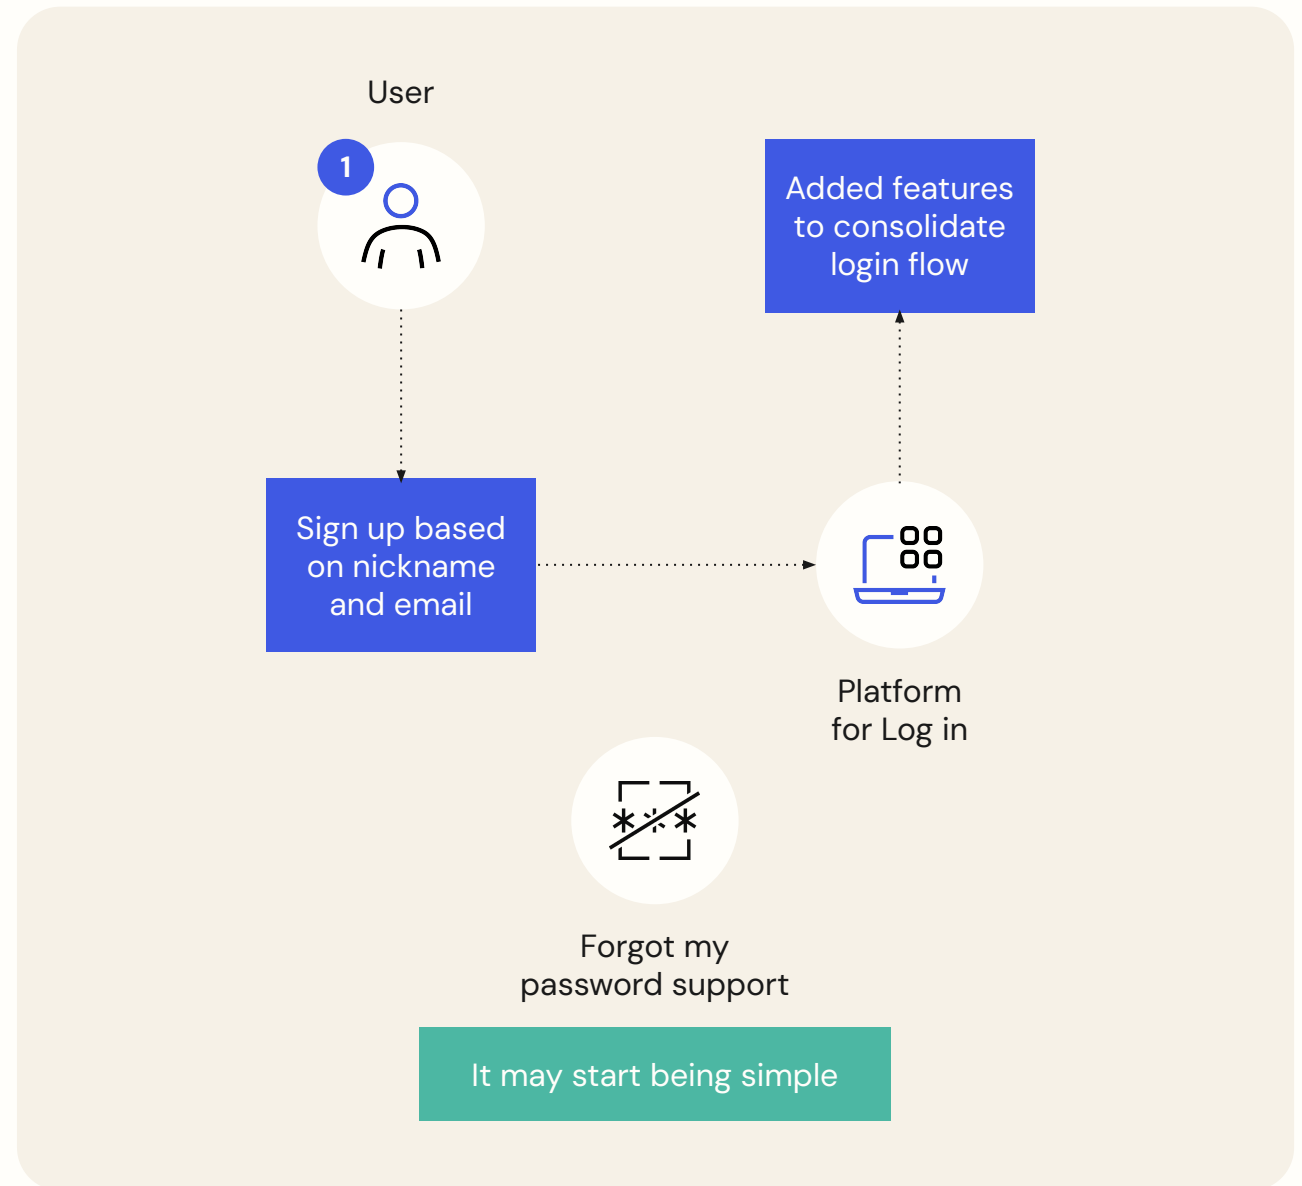 User
1
Added features
to consolidate
login flow
Sign up based
on nickname
and email
Platform
for Log in
Forgot my
password support
It may start being simple